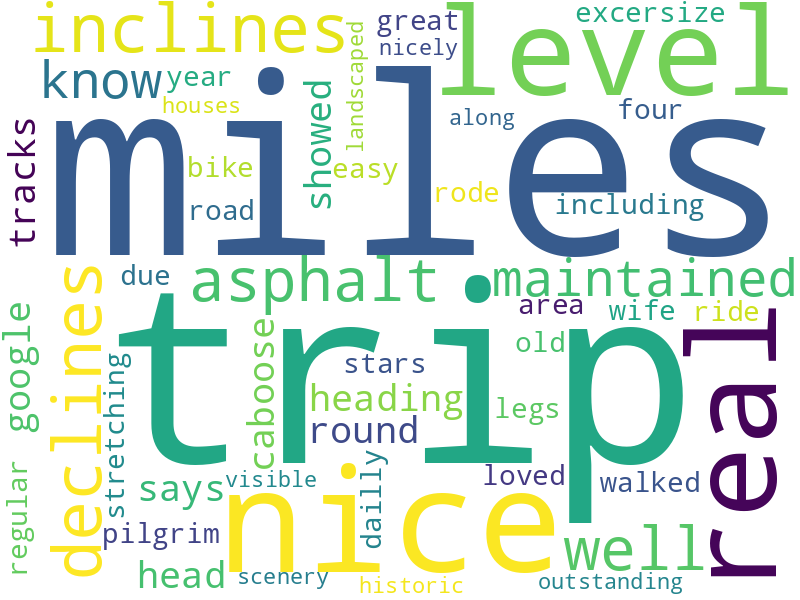 inclines
great
excersize
know
year
nicely
level
houses
landscaped
showed
along
four
miles
tracks
bike
easy
road
rode
including
due
asphalt
maintained
declines
trip
area
wife
ride
real
google
stretching
caboose
stars
old
heading
legs
round
says
visible
dailly
loved
walked
regular
pilgrim
nice
well
head
scenery
historic
outstanding